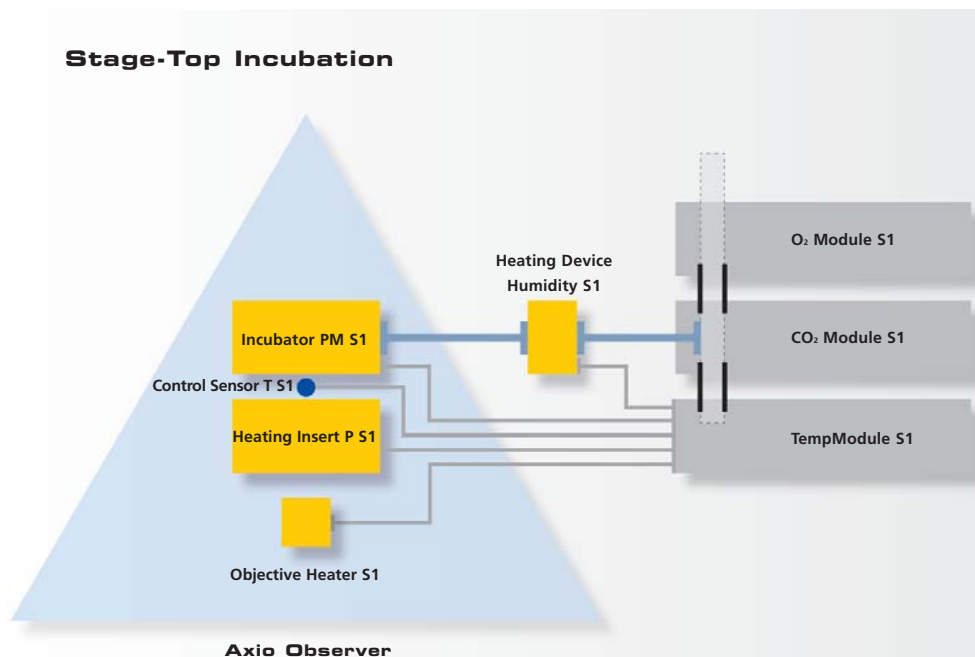 Stage-Top Incubation
O₂ Module S1
Heating Device
Humidity S1
Incubator PM S1
CO₂ Module S1
Control Sensor T S1
Heating Insert P S1
TempModule S1
Objective Heater S1
Axio Observer